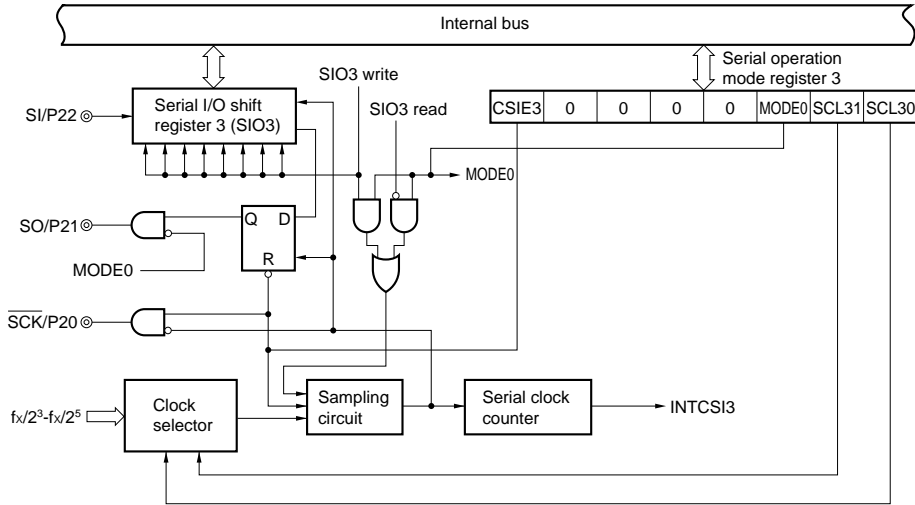 Internal bus
Serial operation
mode register 3
SIO3 write
Serial I/O shift
register 3 (SIO3)
SI/P22
SIO3 read
CSIE3 0 0 0 0 MODE0 SCL31 SCL30
MODE0
SO/P21
Q D
R
MODE0
SCK/P20
fX/2³-fX/2⁵
Clock
selector
Sampling
circuit
Serial clock
counter
INTCSI3